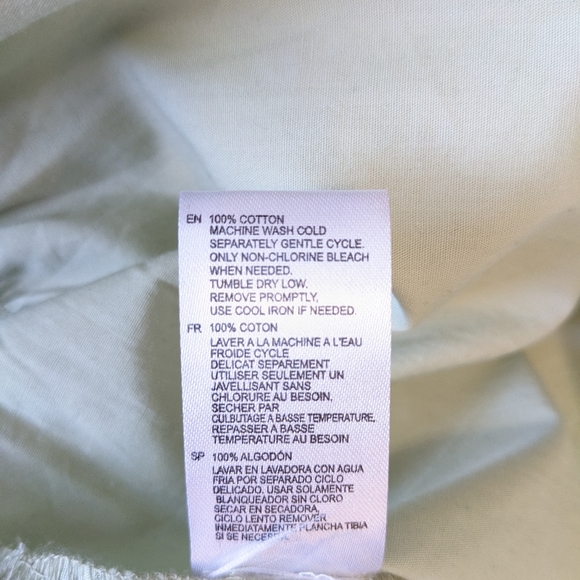 EN 100% COTTON
MACHINE WASH COLD
SEPARATELY GENTLE CYCLE.
ONLY NON-CHLORINE BLEACH
WHEN NEEDED.
TUMBLE DRY LOW.
REMOVE PROMPTLY,
USE COOL IRON IF NEEDED.
FR 100% COTON
LAVER A LA MACHINE A L'EAU
FROIDE CYCLE
DELICAT SEPAREMENT
UTILISER SEULEMENT UN
JAVELLISANT SANS
CHLORURE AU BESOIN.
SECHER PAR
CULBUTAGE A BASSE TEMPERATURE,
REPASSER A BASSE
TEMPERATURE AU BESOIN
SP 100% ALGODÓN
LAVAR EN LAVADORA CON AGUA
FRIA POR SEPARADO CICLO
DELICADO. USAR SOLAMENTE
BLANQUEADOR SIN CLORO
SECAR EN SECADORA,
CICLO LENTO REMOVER
INMEDIATAMENTE PLANCHA TIBIA
SI SE